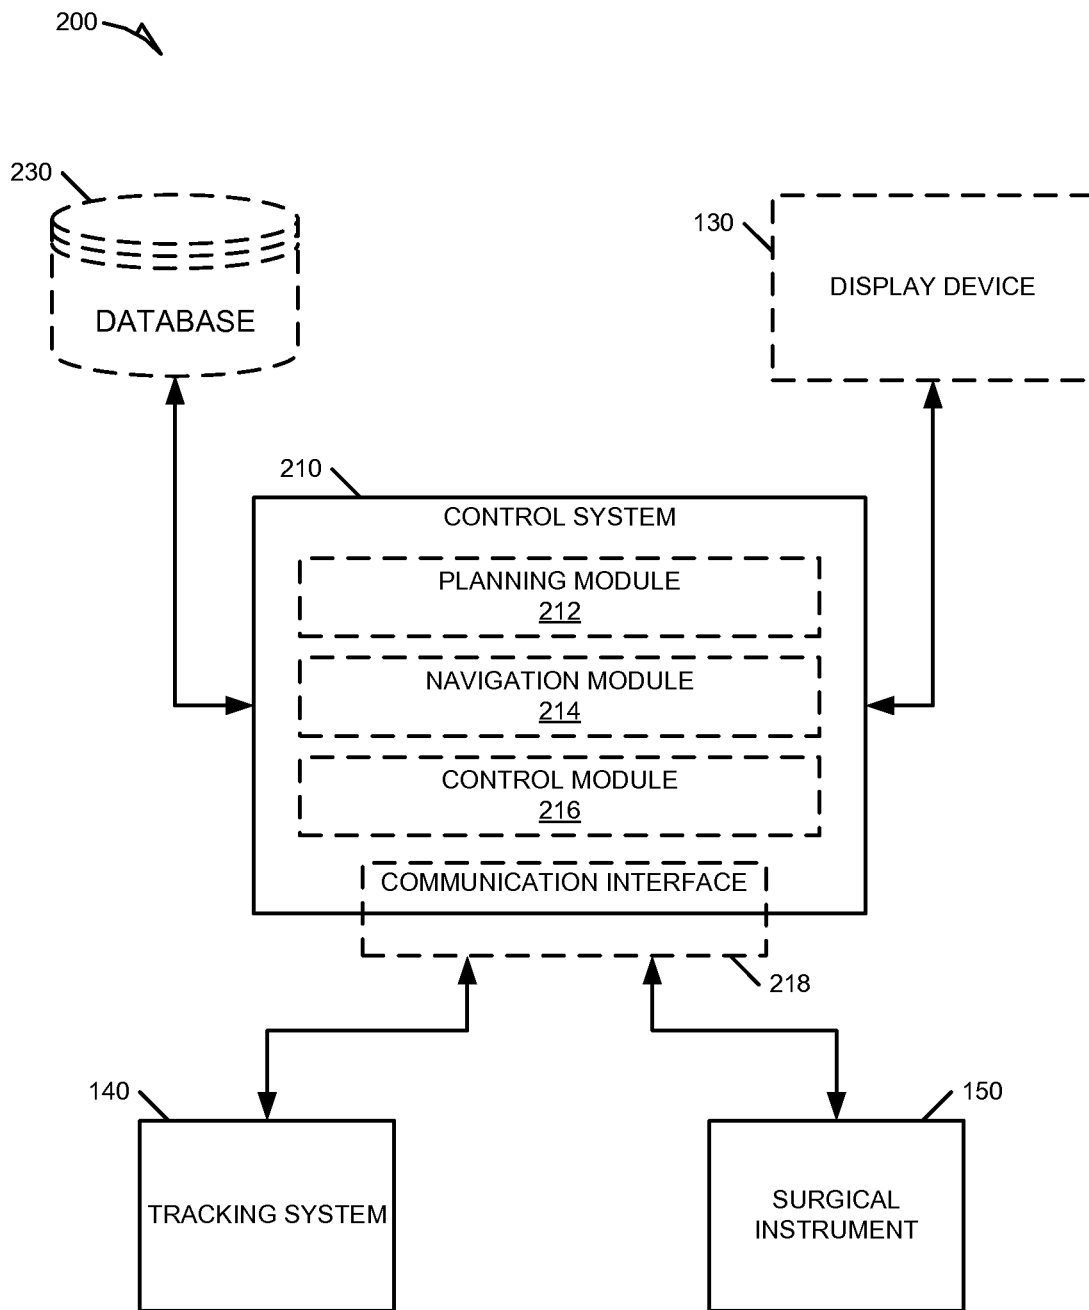 200
230
DATABASE
130
DISPLAY DEVICE
210
CONTROL SYSTEM
PLANNING MODULE
212
NAVIGATION MODULE
214
CONTROL MODULE
216
COMMUNICATION INTERFACE
218
140
TRACKING SYSTEM
150
SURGICAL
INSTRUMENT